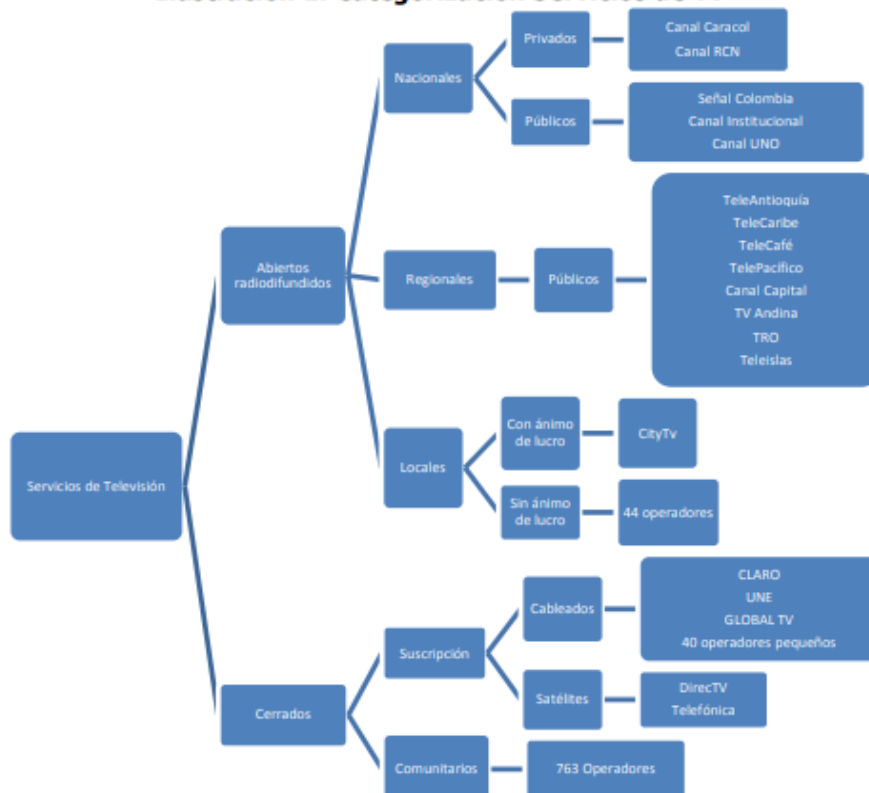 Privados
Canal Caracol
Canal RCN
Nacionales
Públicos
Señal Colombia
Canal Institucional
Canal UNO
Abiertos
radiodifundidos
Regionales
Públicos
TeleAntioquía
TeleCaribe
TeleCafé
TelePacífico
Canal Capital
TV Andina
TRO
Teleislas
Locales
Con ánimo
de lucro
CityTv
Sin ánimo
de lucro
44 operadores
Servicios de Televisión
Cerrados
Suscripción
Cableados
CLARO
UNE
GLOBAL TV
40 operadores pequeños
Satélites
DirecTV
Telefónica
Comunitarios
763 Operadores